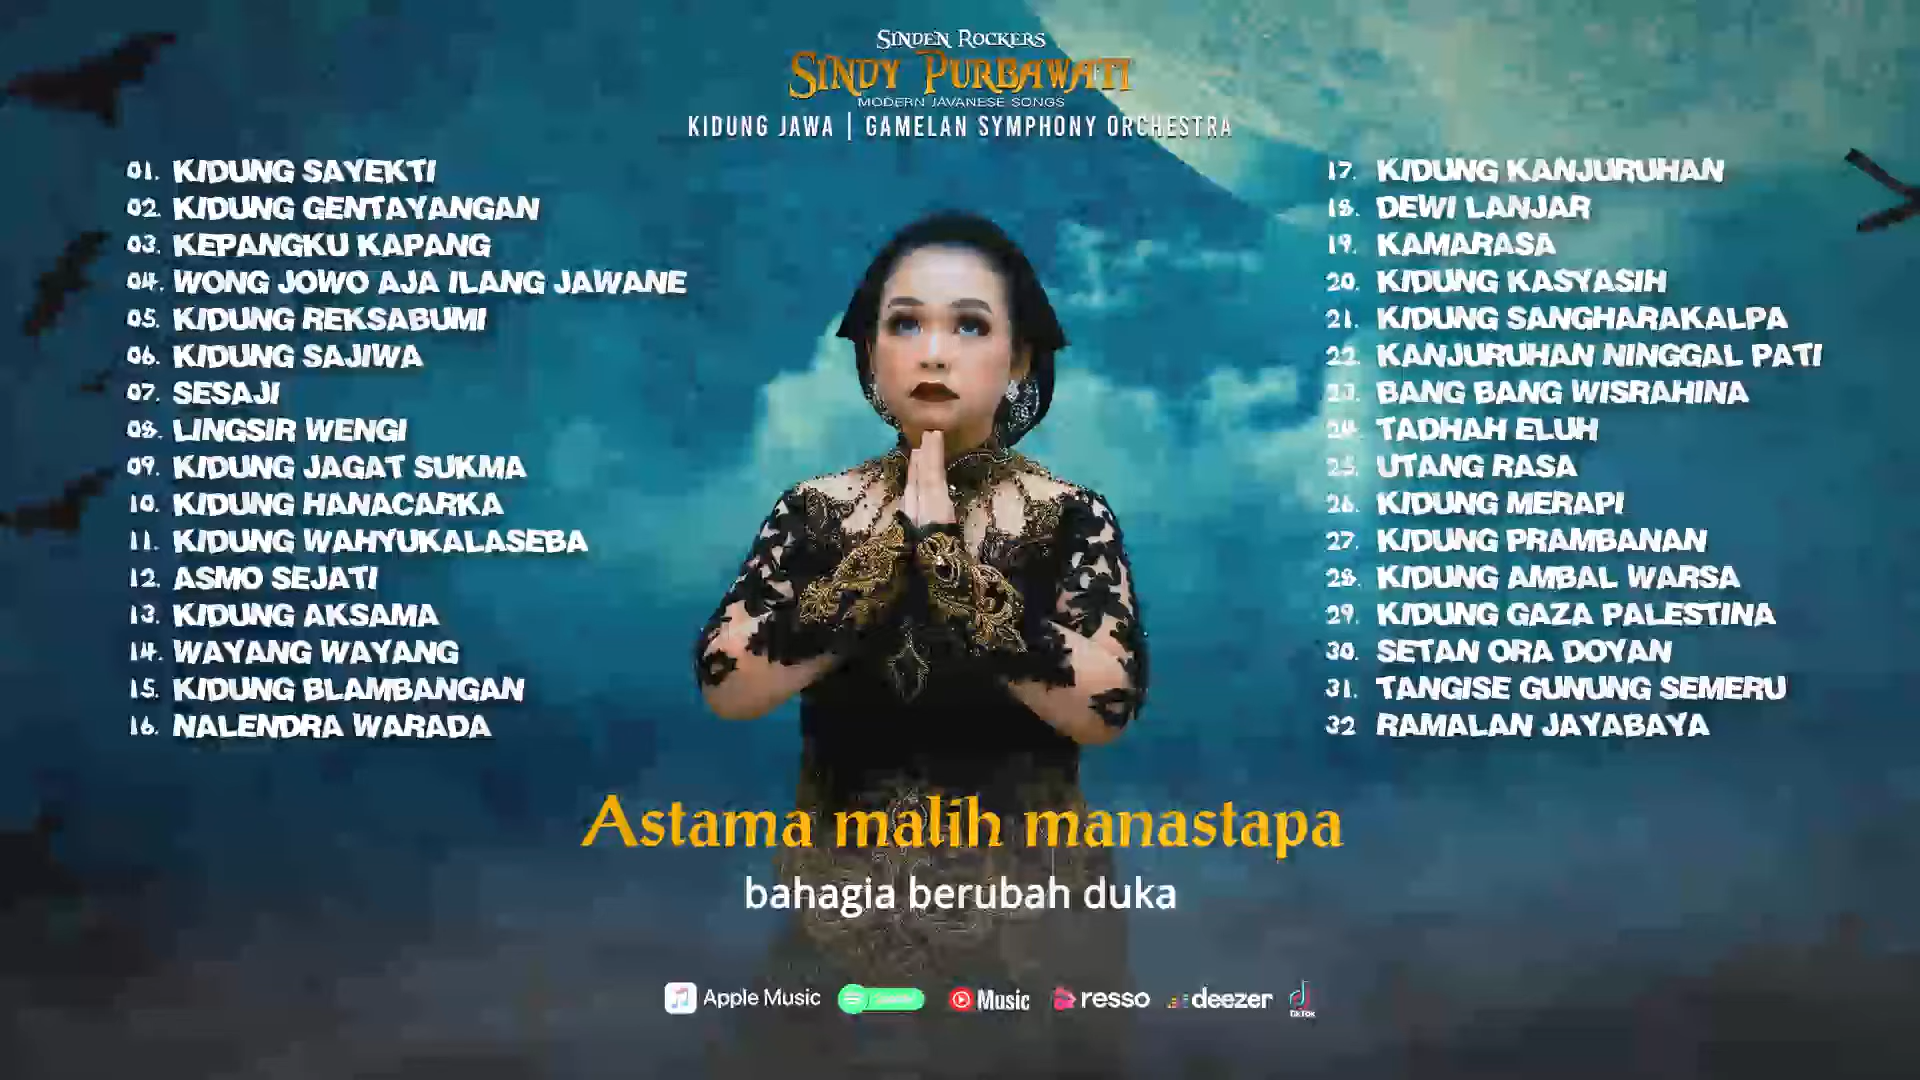 SINDEN ROCKERS
SINDY PURBAWATI
MODERN JAVANESE SONGS
KIDUNG JAWA | GAMELAN SYMPHONY ORCHESTRA
01. KIDUNG SAYEKTI
02. KIDUNG GENTAYANGAN
03. KEPANGKU KAPANG
04. WONG JOWO AJA ILANG JAWANE
05. KIDUNG REKSABUMI
06. KIDUNG SAJIWA
07. SESAJI
08. LINGSIR WENGI
09. KIDUNG JAGAT SUKMA
10. KIDUNG HANACARKA
11. KIDUNG WAHYUKALASEBA
12. ASMO SEJATI
13. KIDUNG AKSAMA
14. WAYANG WAYANG
15. KIDUNG BLAMBANGAN
16. NALENDRA WARADA
17. KIDUNG KANJURUHAN
18. DEWI LANJAR
19. KAMARASA
20. KIDUNG KASYASIH
21. KIDUNG SANGHARAKALPA
22. KANJURUHAN NINGGAL PATI
23. BANG BANG WISRAHINA
24. TADHAH ELUH
25. UTANG RASA
26. KIDUNG MERAPI
27. KIDUNG PRAMBANAN
28. KIDUNG AMBAL WARSA
29. KIDUNG GAZA PALESTINA
30. SETAN ORA DOYAN
31. TANGISE GUNUNG SEMERU
32 RAMALAN JAYABAYA
Astama malih manastapa
bahagia berubah duka
Apple Music
Music
resso
deezer
TikTok